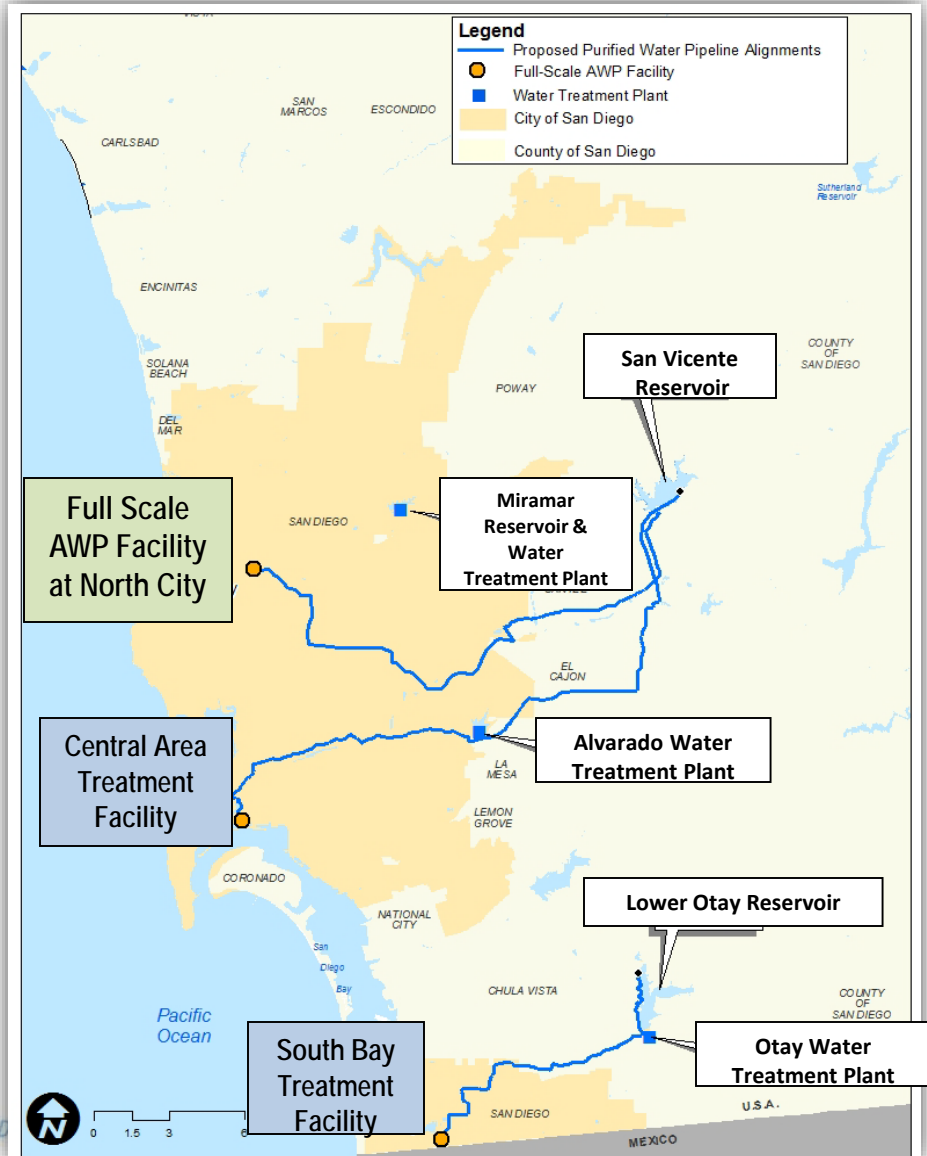 Legend
Proposed Purified Water Pipeline Alignments
Full-Scale AWP Facility
Water Treatment Plant
City of San Diego
County of San Diego
SAN
MARCOS
ESCONDIDO
CARLSBAD
Sutherland
Reservoir
ENCINITAS
SOLANA
BEACH
COUNTY
OF
SAN DIEGO
San Vicente
Reservoir
POWAY
DEL
MAR
Full Scale
AWP Facility
at North City
SAN DIEGO
Miramar
Reservoir &
Water
Treatment Plant
EL
CAJON
Central Area
Treatment
Facility
Alvarado Water
Treatment Plant
LA
MESA
LEMON
GROVE
CORONADO
Lower Otay Reservoir
NATIONAL
CITY
San
Diego
Bay
CHULA VISTA
COUNTY
OF
SAN DIEGO
Pacific
Ocean
South Bay
Treatment
Facility
Otay Water
Treatment Plant
SAN DIEGO
U.S.A.
MEXICO
N
0 1.5 3 6